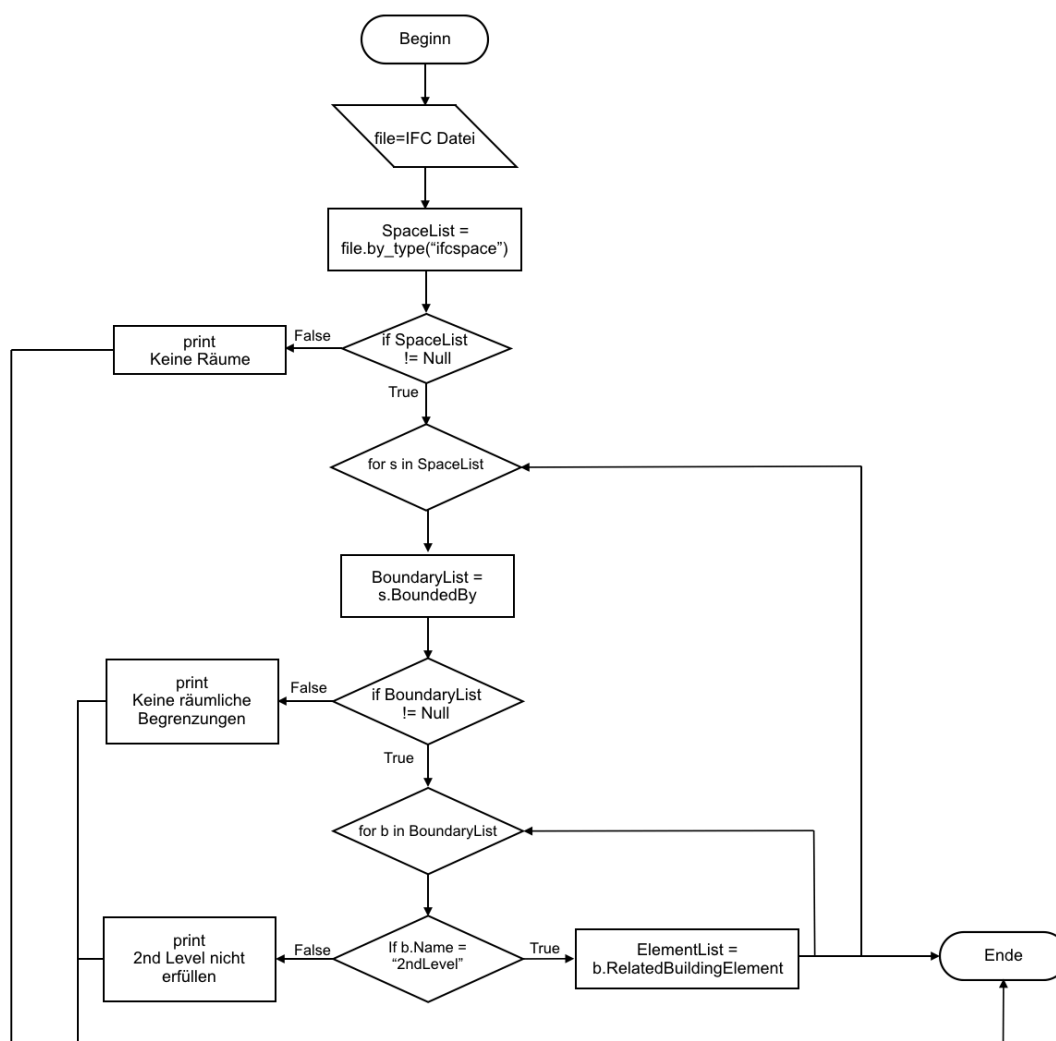 Beginn
file=IFC Datei
SpaceList =
file.by_type(“ifcspace”)
if SpaceList
!= Null
False
print
Keine Räume
True
for s in SpaceList
BoundaryList =
s.BoundedBy
if BoundaryList
!= Null
False
print
Keine räumliche
Begrenzungen
True
for b in BoundaryList
If b.Name =
“2ndLevel”
False
print
2nd Level nicht
erfüllen
True
ElementList =
b.RelatedBuildingElement
Ende